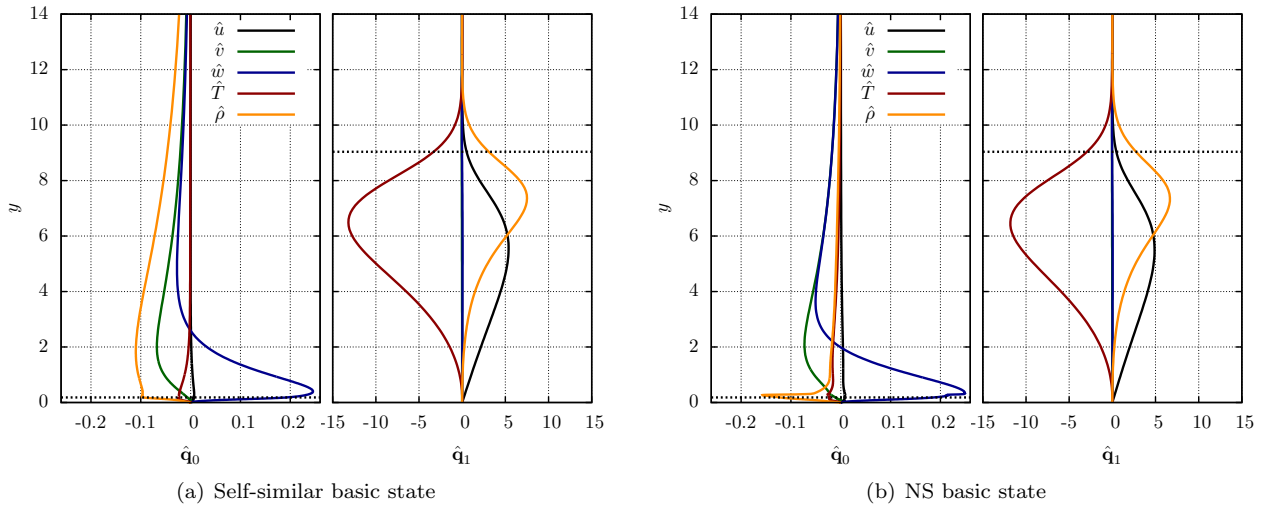 14
12
10
8
6
4
2
0
y
-0.2 -0.1 0 0.1 0.2
q̂₀
û
v̂
ŵ
T̂
ρ̂
-15 -10 -5 0 5 10 15
q̂₁
(a) Self-similar basic state
14
12
10
8
6
4
2
0
y
-0.2 -0.1 0 0.1 0.2
q̂₀
û
v̂
ŵ
T̂
ρ̂
-15 -10 -5 0 5 10 15
q̂₁
(b) NS basic state